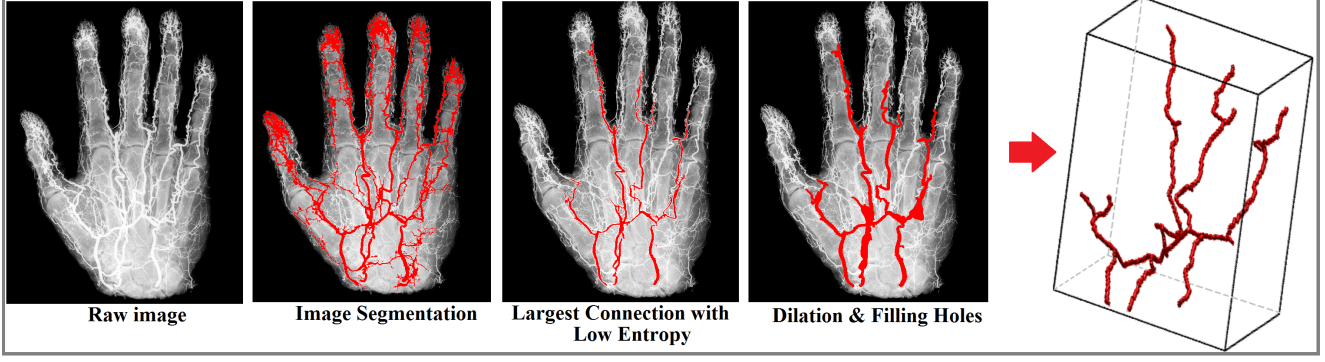 Raw image
Image Segmentation
Largest Connection with
Low Entropy
Dilation & Filling Holes